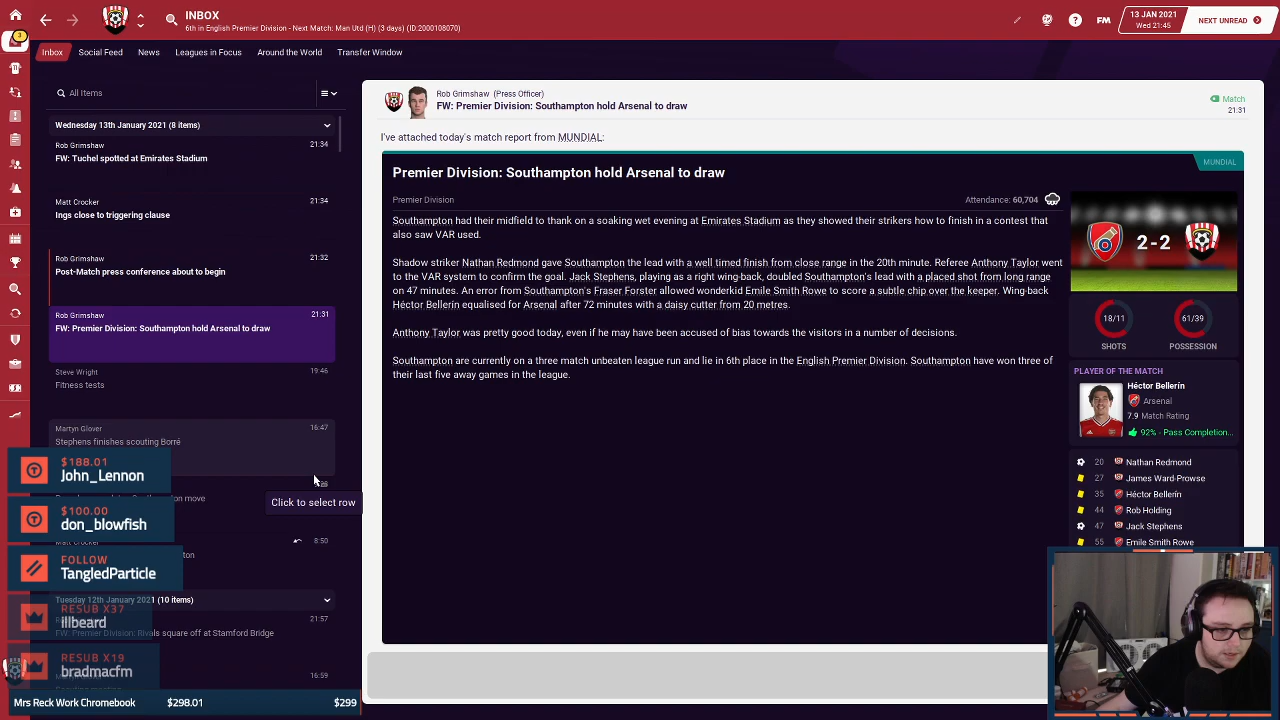 INBOX
6th in English Premier Division - Next Match: Man Utd (H) (3 days) (ID:2000108070)
FM
13 JAN 2021
Wed 21:45
NEXT UNREAD
3
Inbox
Social Feed
News
Leagues in Focus
Around the World
Transfer Window
All Items
Wednesday 13th January 2021 (8 items)
Rob Grimshaw 21:34
FW: Tuchel spotted at Emirates Stadium
Matt Crocker 21:34
Ings close to triggering clause
Rob Grimshaw 21:32
Post-Match press conference about to begin
Rob Grimshaw 21:31
FW: Premier Division: Southampton hold Arsenal to draw
Steve Wright 19:46
Fitness tests
Martyn Glover 16:47
Stephens finishes scouting Borré
move
Click to select row
8:50
Tuesday 12th January 2021 (10 items)
21:57
FW: Premier Division: Rivals square off at Stamford Bridge
16:59
Rob Grimshaw (Press Officer)
FW: Premier Division: Southampton hold Arsenal to draw
Match
21:31
I've attached today's match report from MUNDIAL:
Premier Division: Southampton hold Arsenal to draw
MUNDIAL
Premier Division
Attendance: 60,704
Southampton had their midfield to thank on a soaking wet evening at Emirates Stadium as they showed their strikers how to finish in a contest that
also saw VAR used.
Shadow striker Nathan Redmond gave Southampton the lead with a well timed finish from close range in the 20th minute. Referee Anthony Taylor went
to the VAR system to confirm the goal. Jack Stephens, playing as a right wing-back, doubled Southampton's lead with a placed shot from long range
on 47 minutes. An error from Southampton's Fraser Forster allowed wonderkid Emile Smith Rowe to score a subtle chip over the keeper. Wing-back
Héctor Bellerín equalised for Arsenal after 72 minutes with a daisy cutter from 20 metres.
Anthony Taylor was pretty good today, even if he may have been accused of bias towards the visitors in a number of decisions.
Southampton are currently on a three match unbeaten league run and lie in 6th place in the English Premier Division. Southampton have won three of
their last five away games in the league.
2-2
18/11
SHOTS
61/39
POSSESSION
PLAYER OF THE MATCH
Héctor Bellerín
Arsenal
7.9 Match Rating
92% - Pass Completion...
20 Nathan Redmond
27 James Ward-Prowse
35 Héctor Bellerín
44 Rob Holding
47 Jack Stephens
55 Emile Smith Rowe
$188.01
John_Lennon
$100.00
don_blowfish
FOLLOW
TangledParticle
RESUB X37
illbeard
RESUB X19
bradmacfm
Mrs Reck Work Chromebook $298.01 $299